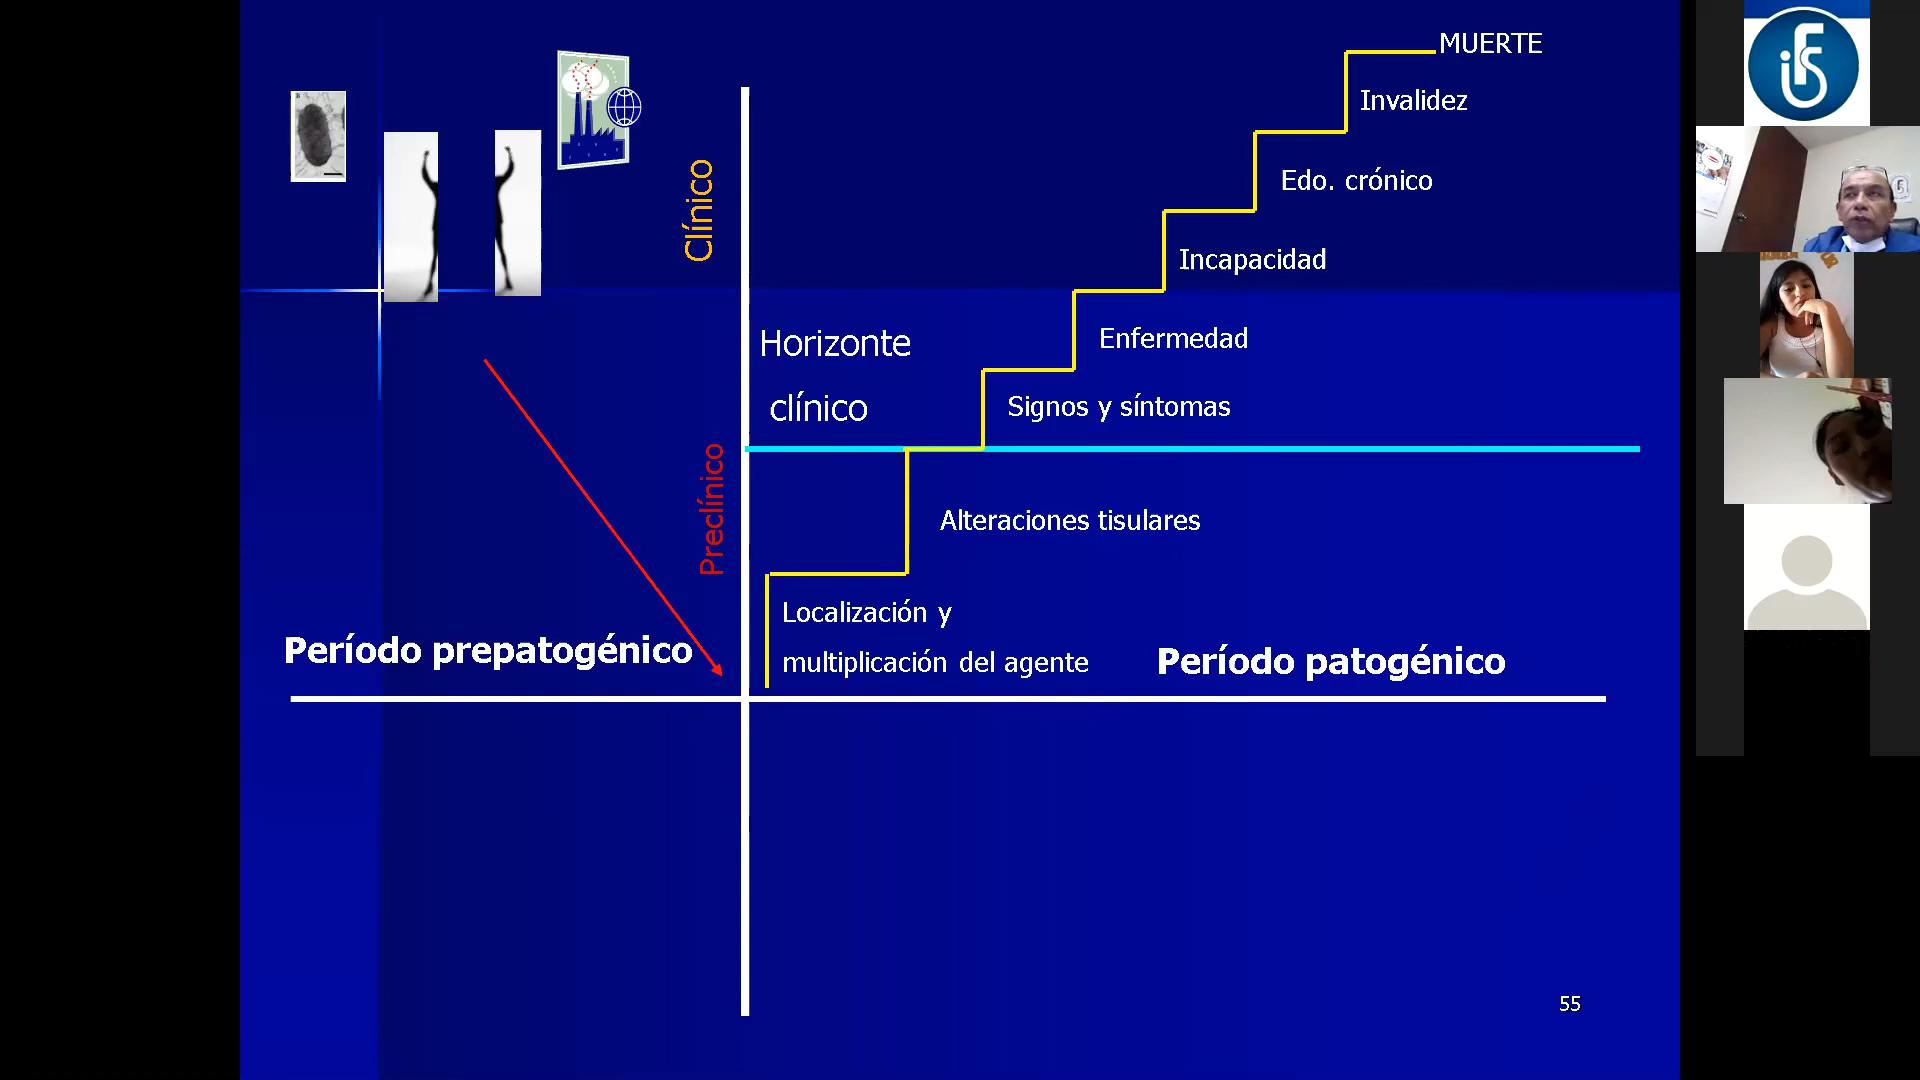 MUERTE
Invalidez
Edo. crónico
Incapacidad
Clínico
Horizonte
clínico
Enfermedad
Signos y síntomas
Preclínico
Alteraciones tisulares
Localización y
multiplicación del agente
Período prepatogénico
Período patogénico
55